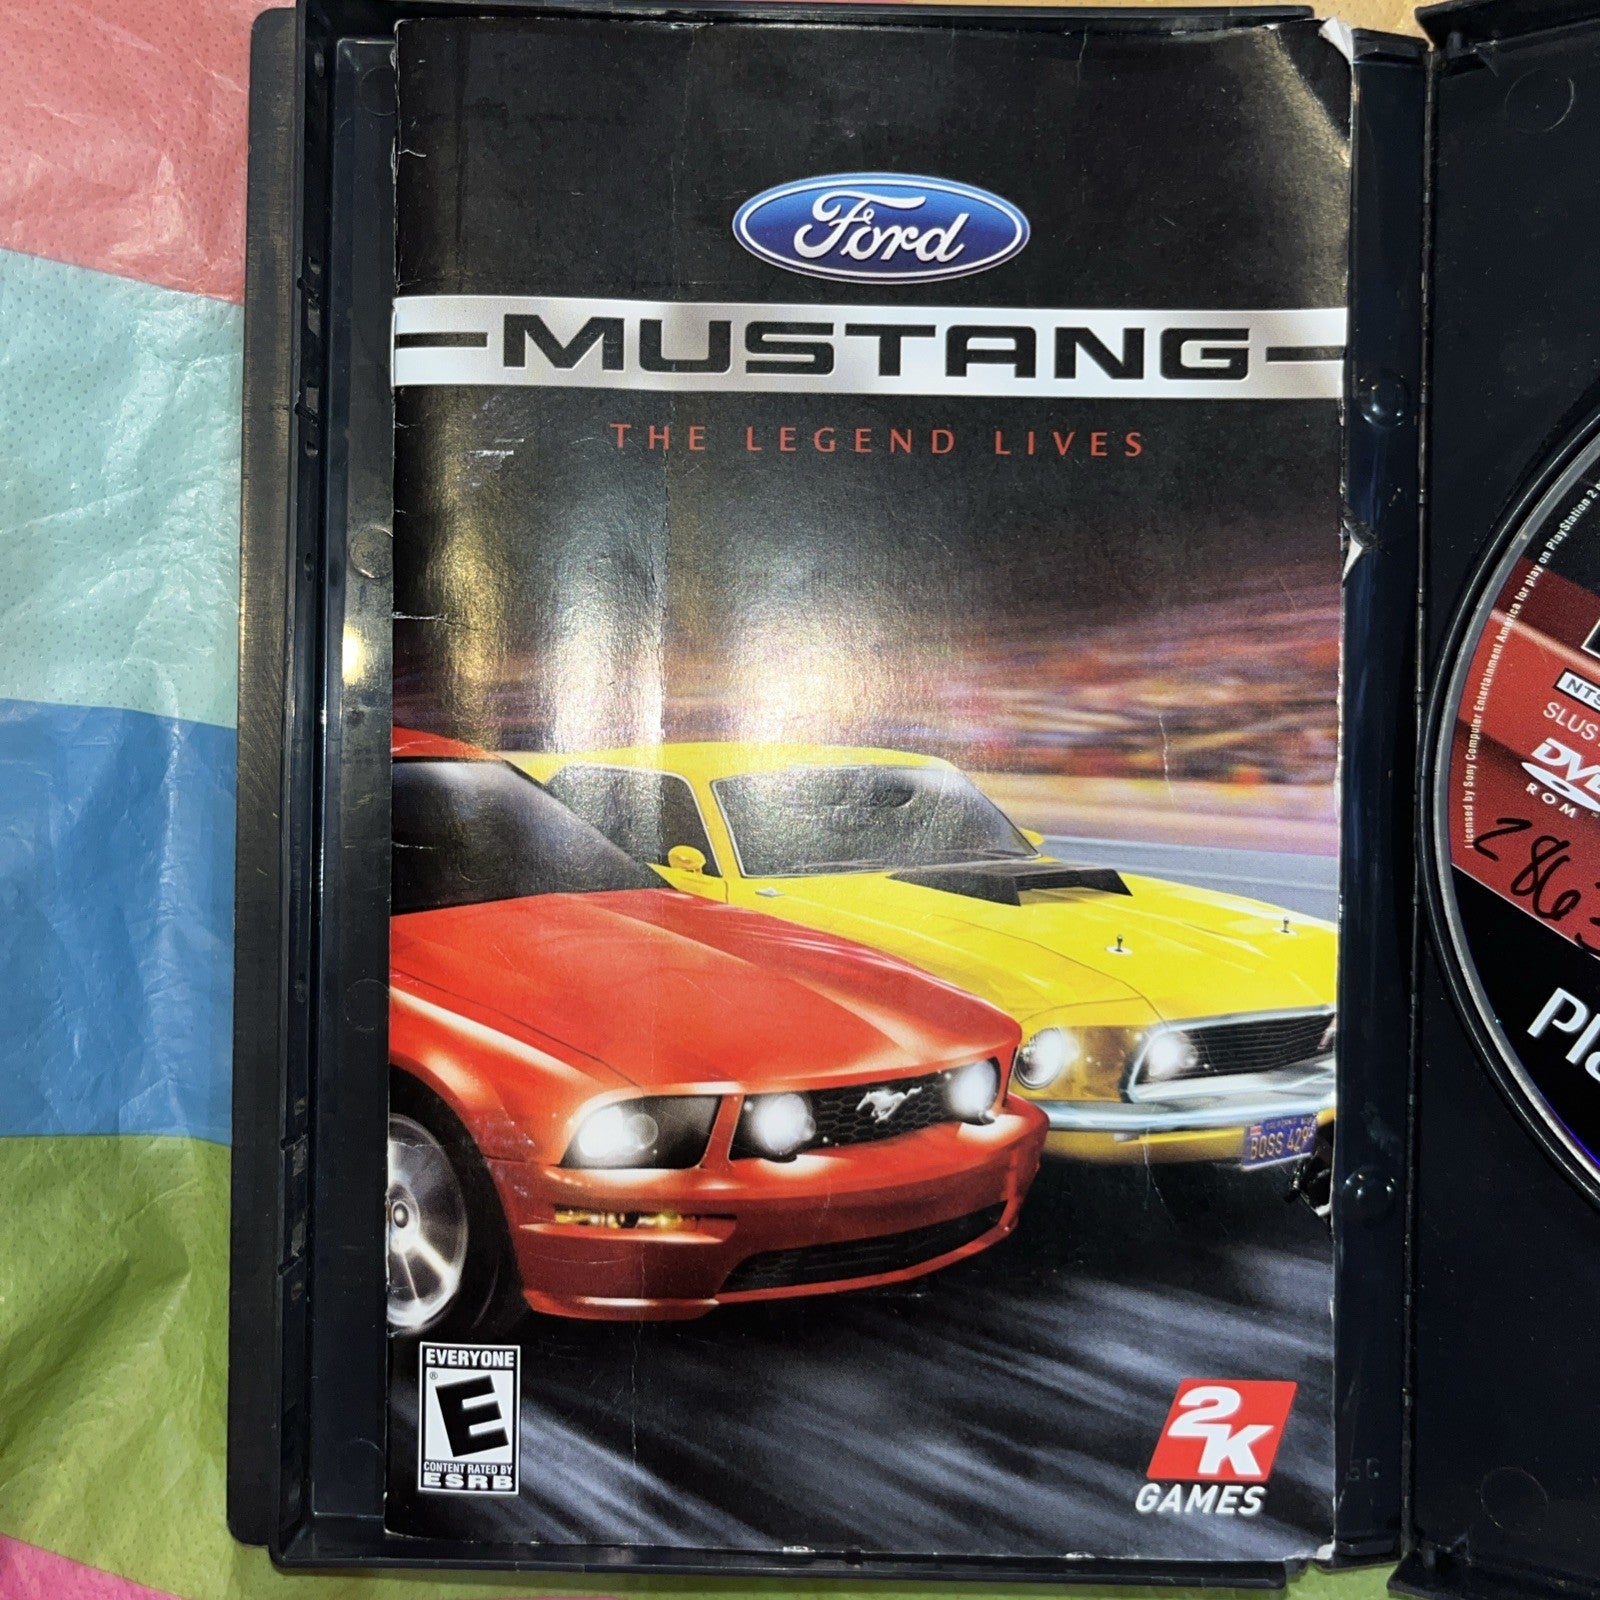 Ford
MUSTANG
THE LEGEND LIVES
BOSS 429
EVERYONE
E
CONTENT RATED BY
ESRB
2K
GAMES
Licensed by Sony Computer Entertainment America for play on PlayStation 2
SLUS
DVD
ROM
2863